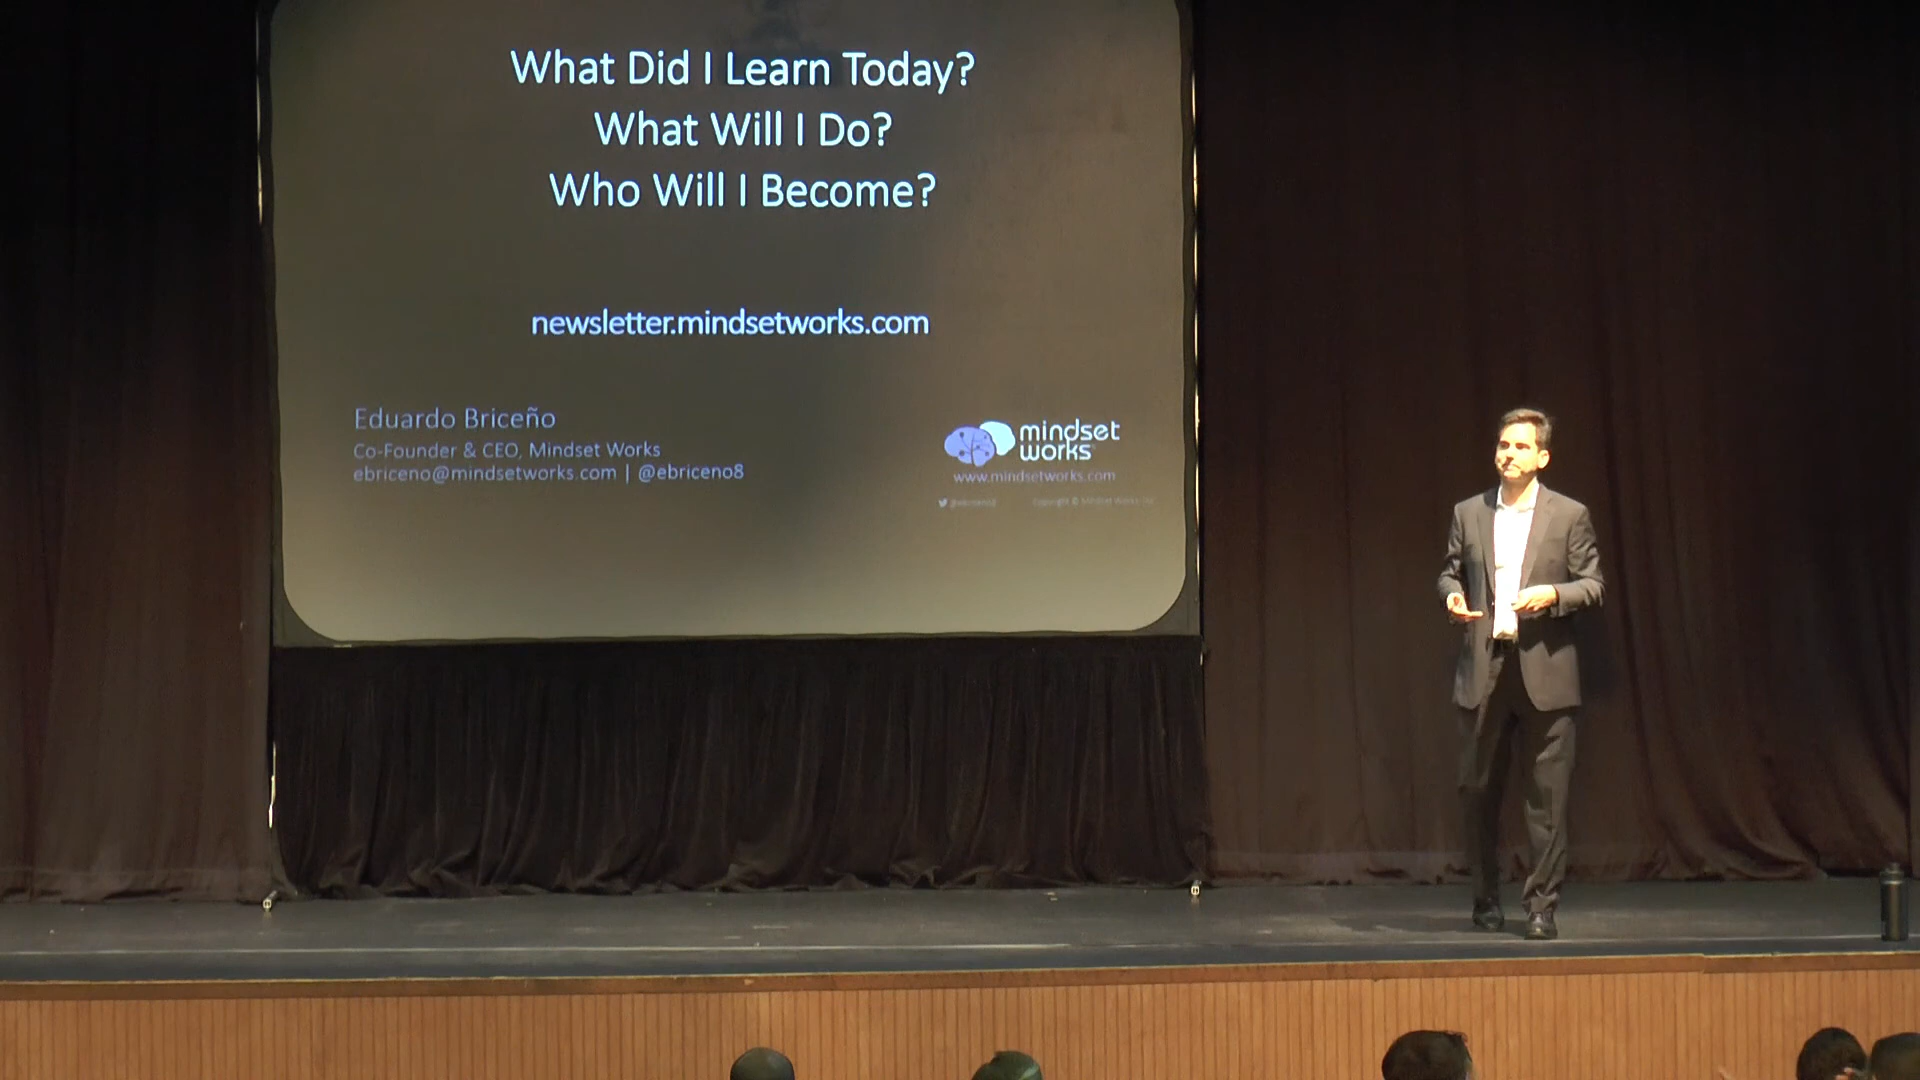 What Did I Learn Today?
What Will I Do?
Who Will I Become?
newsletter.mindsetworks.com
Eduardo Briceño
Co-Founder & CEO, Mindset Works
ebriceno@mindsetworks.com | @ebriceno8
mindset
works
www.mindsetworks.com